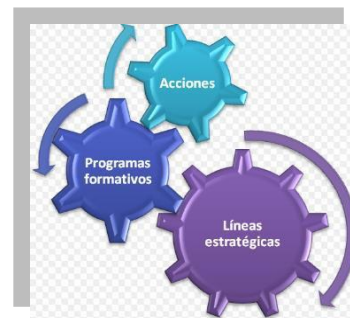 Acciones
Programas
formativos
Líneas
estratégicas